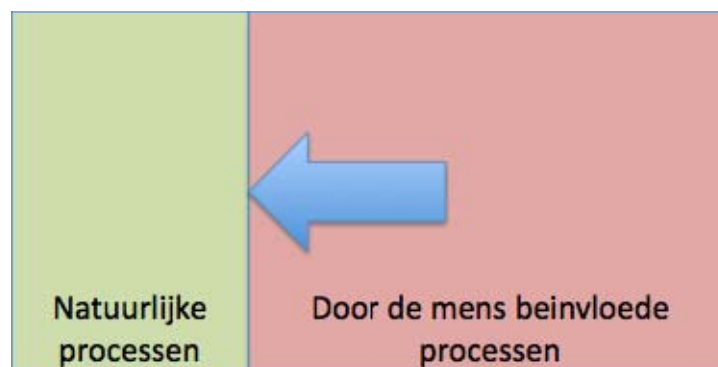 Natuurlijke
processen
Door de mens beinvloede
processen